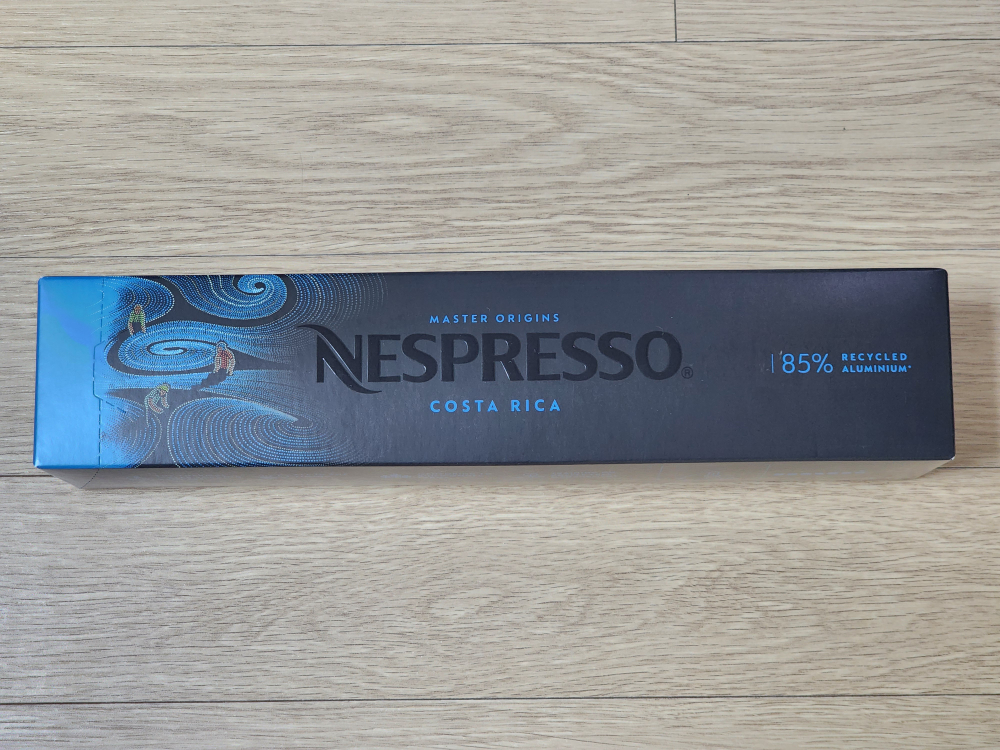 MASTER ORIGINS
NESPRESSO®
COSTA RICA
85% RECYCLED
ALUMINIUM*